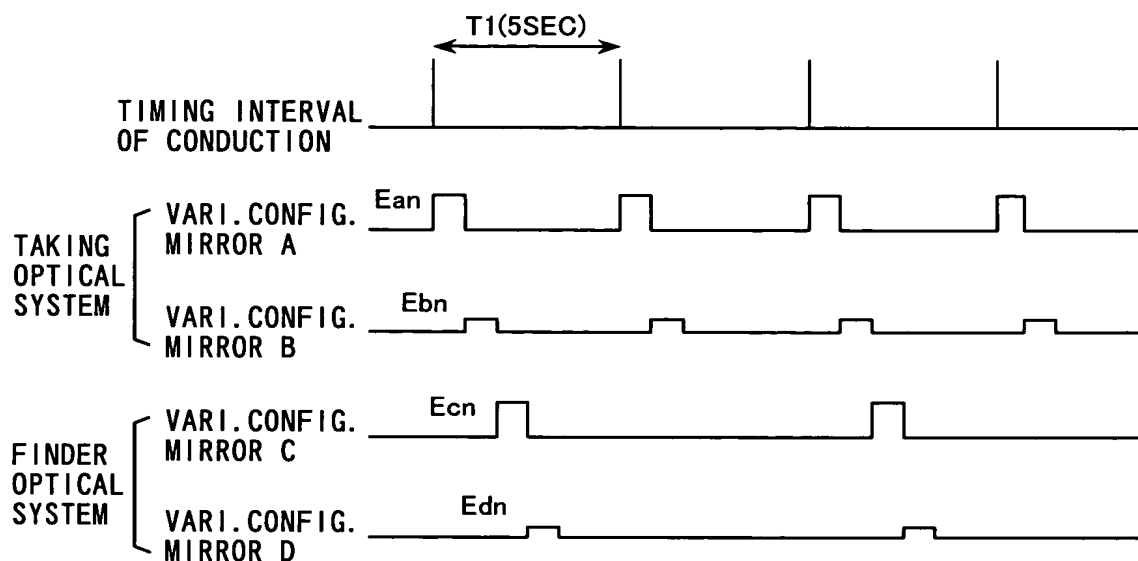 T1(5SEC)
TIMING INTERVAL
OF CONDUCTION
TAKING
OPTICAL
SYSTEM
VARI.CONFIG.
MIRROR A
Ean
VARI.CONFIG.
MIRROR B
Ebn
FINDER
OPTICAL
SYSTEM
VARI.CONFIG.
MIRROR C
Ecn
VARI.CONFIG.
MIRROR D
Edn